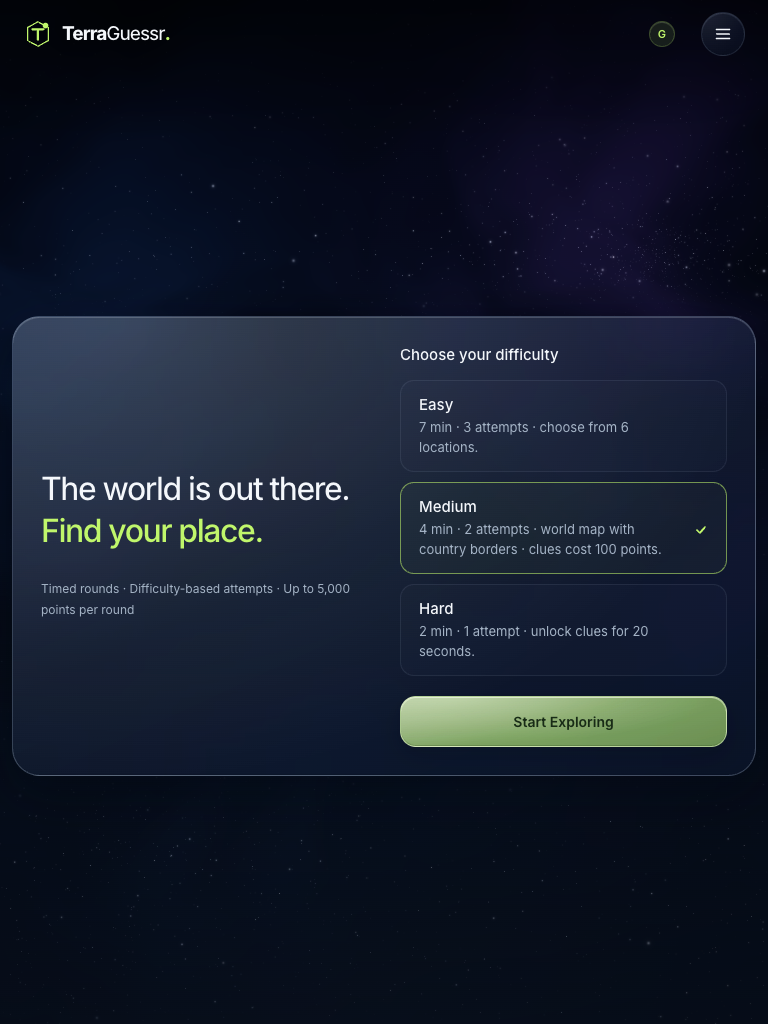 TerraGuessr.
G
The world is out there.
Find your place.
Timed rounds · Difficulty-based attempts · Up to 5,000
points per round
Choose your difficulty
Easy
7 min · 3 attempts · choose from 6
locations.
Medium
4 min · 2 attempts · world map with
country borders · clues cost 100 points.
Hard
2 min · 1 attempt · unlock clues for 20
seconds.
Start Exploring